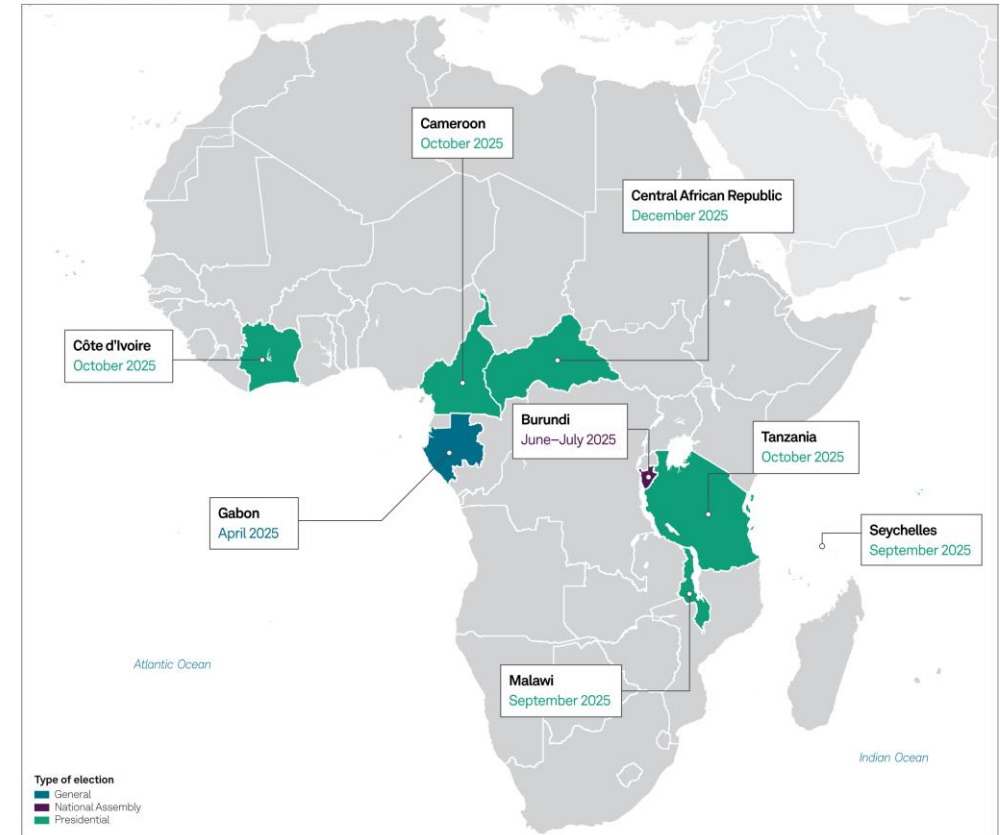 Cameroon
October 2025
Central African Republic
December 2025
Côte d'Ivoire
October 2025
Burundi
June–July 2025
Tanzania
October 2025
Gabon
April 2025
Seychelles
September 2025
Malawi
September 2025
Atlantic Ocean
Indian Ocean
Type of election
General
National Assembly
Presidential